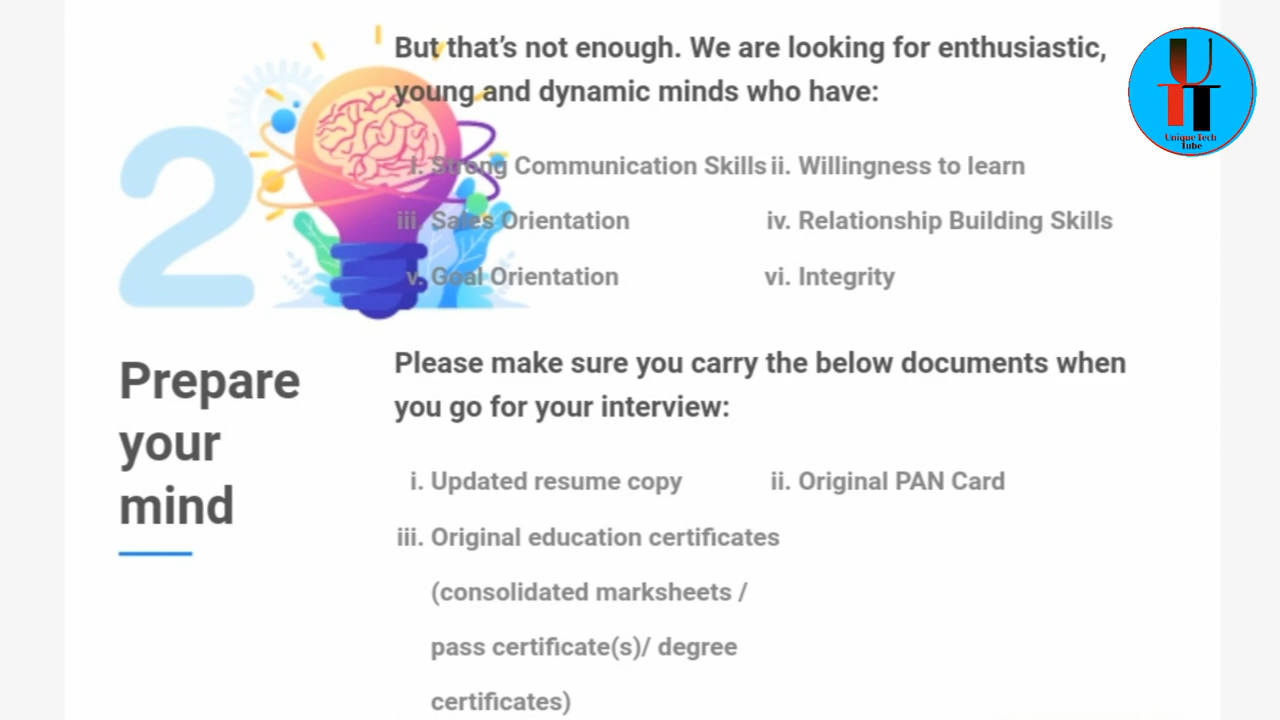 But that's not enough. We are looking for enthusiastic,
young and dynamic minds who have:
i. Strong Communication Skills ii. Willingness to learn
iii. Sales Orientation iv. Relationship Building Skills
v. Goal Orientation vi. Integrity
2
Prepare
your
mind
Please make sure you carry the below documents when
you go for your interview:
i. Updated resume copy ii. Original PAN Card
iii. Original education certificates
(consolidated marksheets /
pass certificate(s)/ degree
certificates)
UTT
Unique Tech
Tube